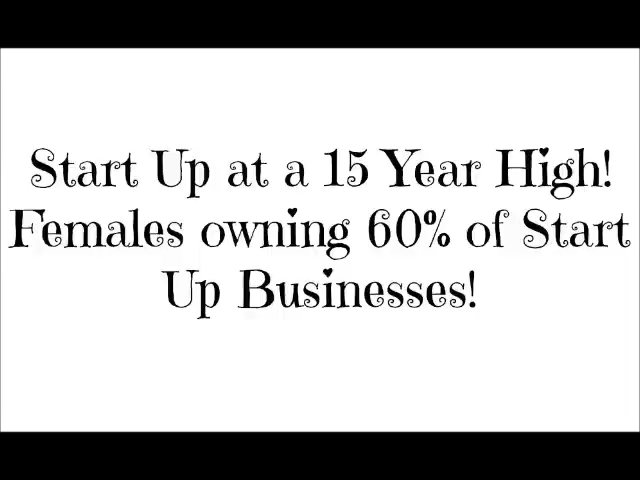 Start Up at a 15 Year High!
Females owning 60% of Start
Up Businesses!